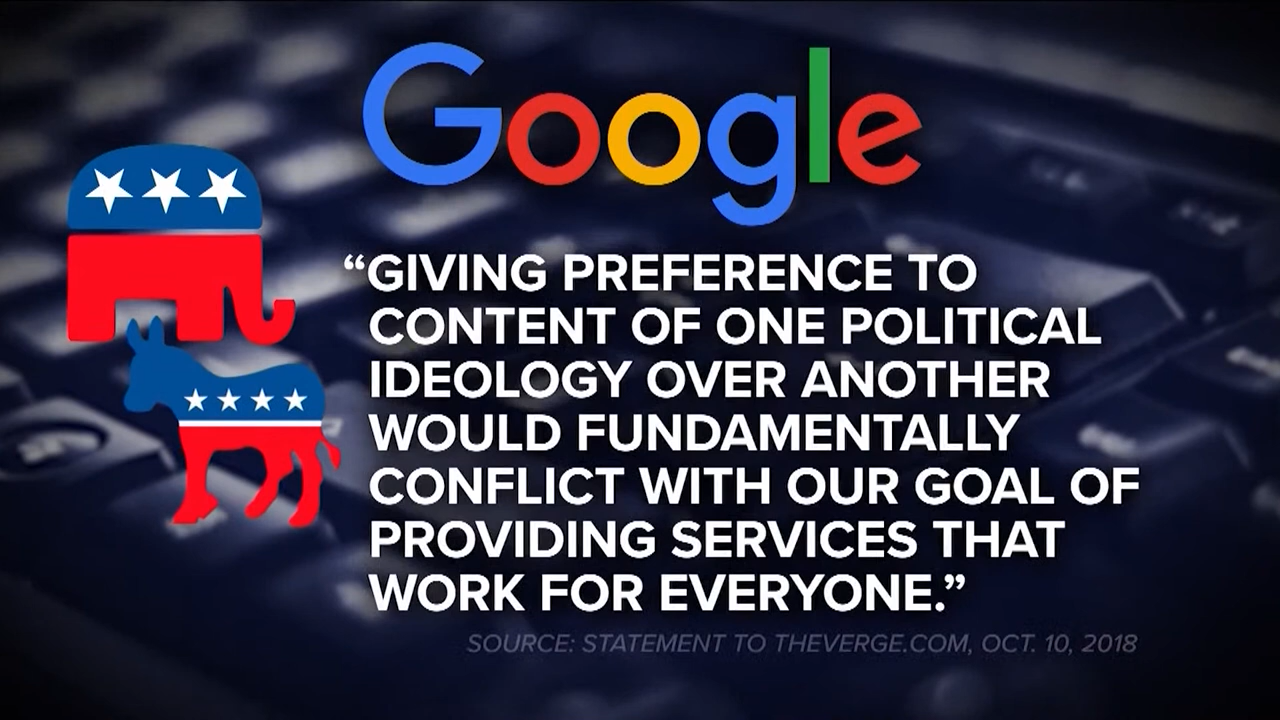 Google
“GIVING PREFERENCE TO
CONTENT OF ONE POLITICAL
IDEOLOGY OVER ANOTHER
WOULD FUNDAMENTALLY
CONFLICT WITH OUR GOAL OF
PROVIDING SERVICES THAT
WORK FOR EVERYONE.”
SOURCE: STATEMENT TO THEVERGE.COM, OCT. 10, 2018